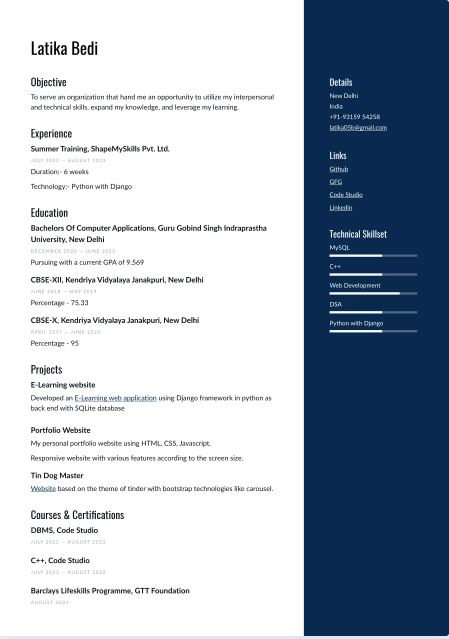 Latika Bedi
Objective
To serve an organization that hand me an opportunity to utilize my interpersonal
and technical skills, expand my knowledge, and leverage my learning.
Experience
Summer Training, ShapeMySkills Pvt. Ltd.
JULY 2023 — AUGUST 2023
Duration:- 6 weeks
Technology:- Python with Django
Education
Bachelors Of Computer Applications, Guru Gobind Singh Indraprastha
University, New Delhi
DECEMBER 2020 — JUNE 2023
Pursuing with a current GPA of 9.569
CBSE-XII, Kendriya Vidyalaya Janakpuri, New Delhi
JUNE 2018 — MAY 2019
Percentage - 75.33
CBSE-X, Kendriya Vidyalaya Janakpuri, New Delhi
APRIL 2017 — JUNE
Percentage - 95
Projects
E-Learning website
Developed an E-Learning web application using Django framework in python as
back end with SQLite database
Portfolio Website
My personal portfolio website using HTML, CSS, Javascript.
Responsive website with various features according to the screen size.
Tin Dog Master
Website based on the theme of tinder with bootstrap technologies like carousel.
Courses & Certifications
DBMS, Code Studio
JULY 2022 — AUGUST 2022
C++, Code Studio
JULY 2022 — AUGUST 2022
Barclays Lifeskills Programme, GTT Foundation
AUGUST 2021
Details
New Delhi
India
+91-93159 54258
latika05b@gmail.com
Links
Github
GFG
Code Studio
Linkedin
Technical Skillset
MySQL
C++
Web Development
DSA
Python with Django